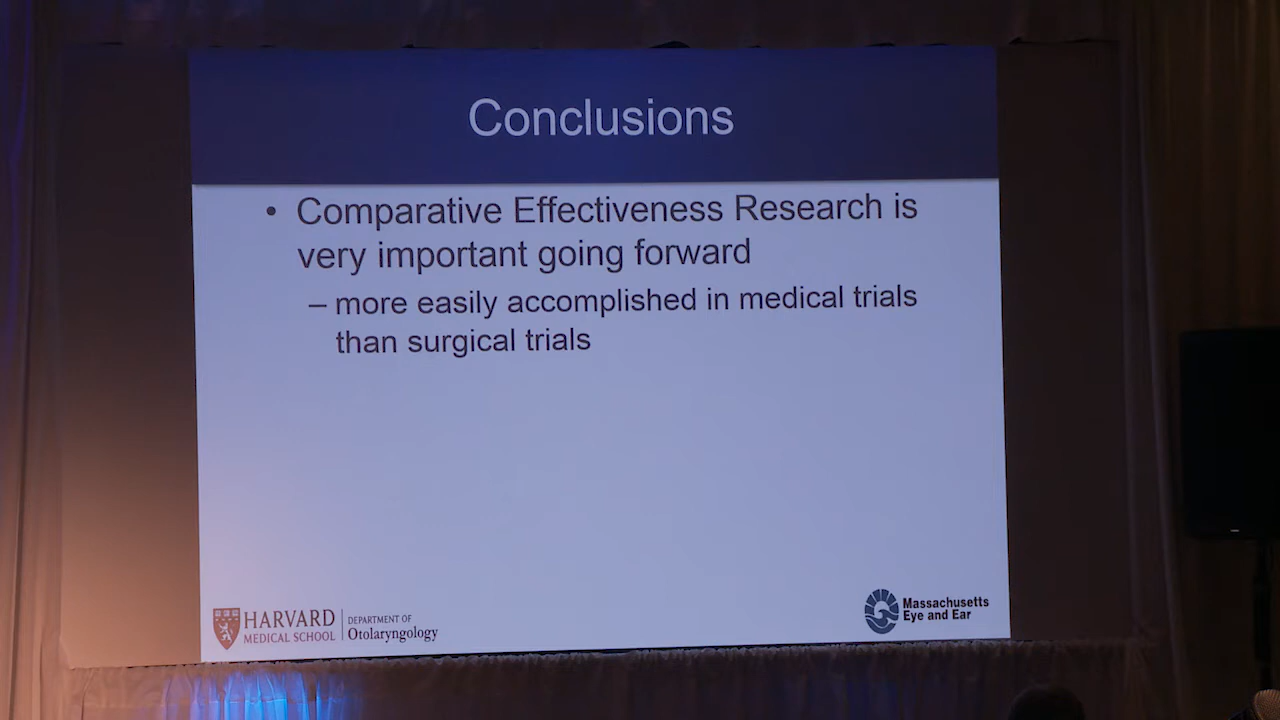 Conclusions
• Comparative Effectiveness Research is
very important going forward
– more easily accomplished in medical trials
than surgical trials
HARVARD
MEDICAL SCHOOL
DEPARTMENT OF
Otolaryngology
Massachusetts
Eye and Ear